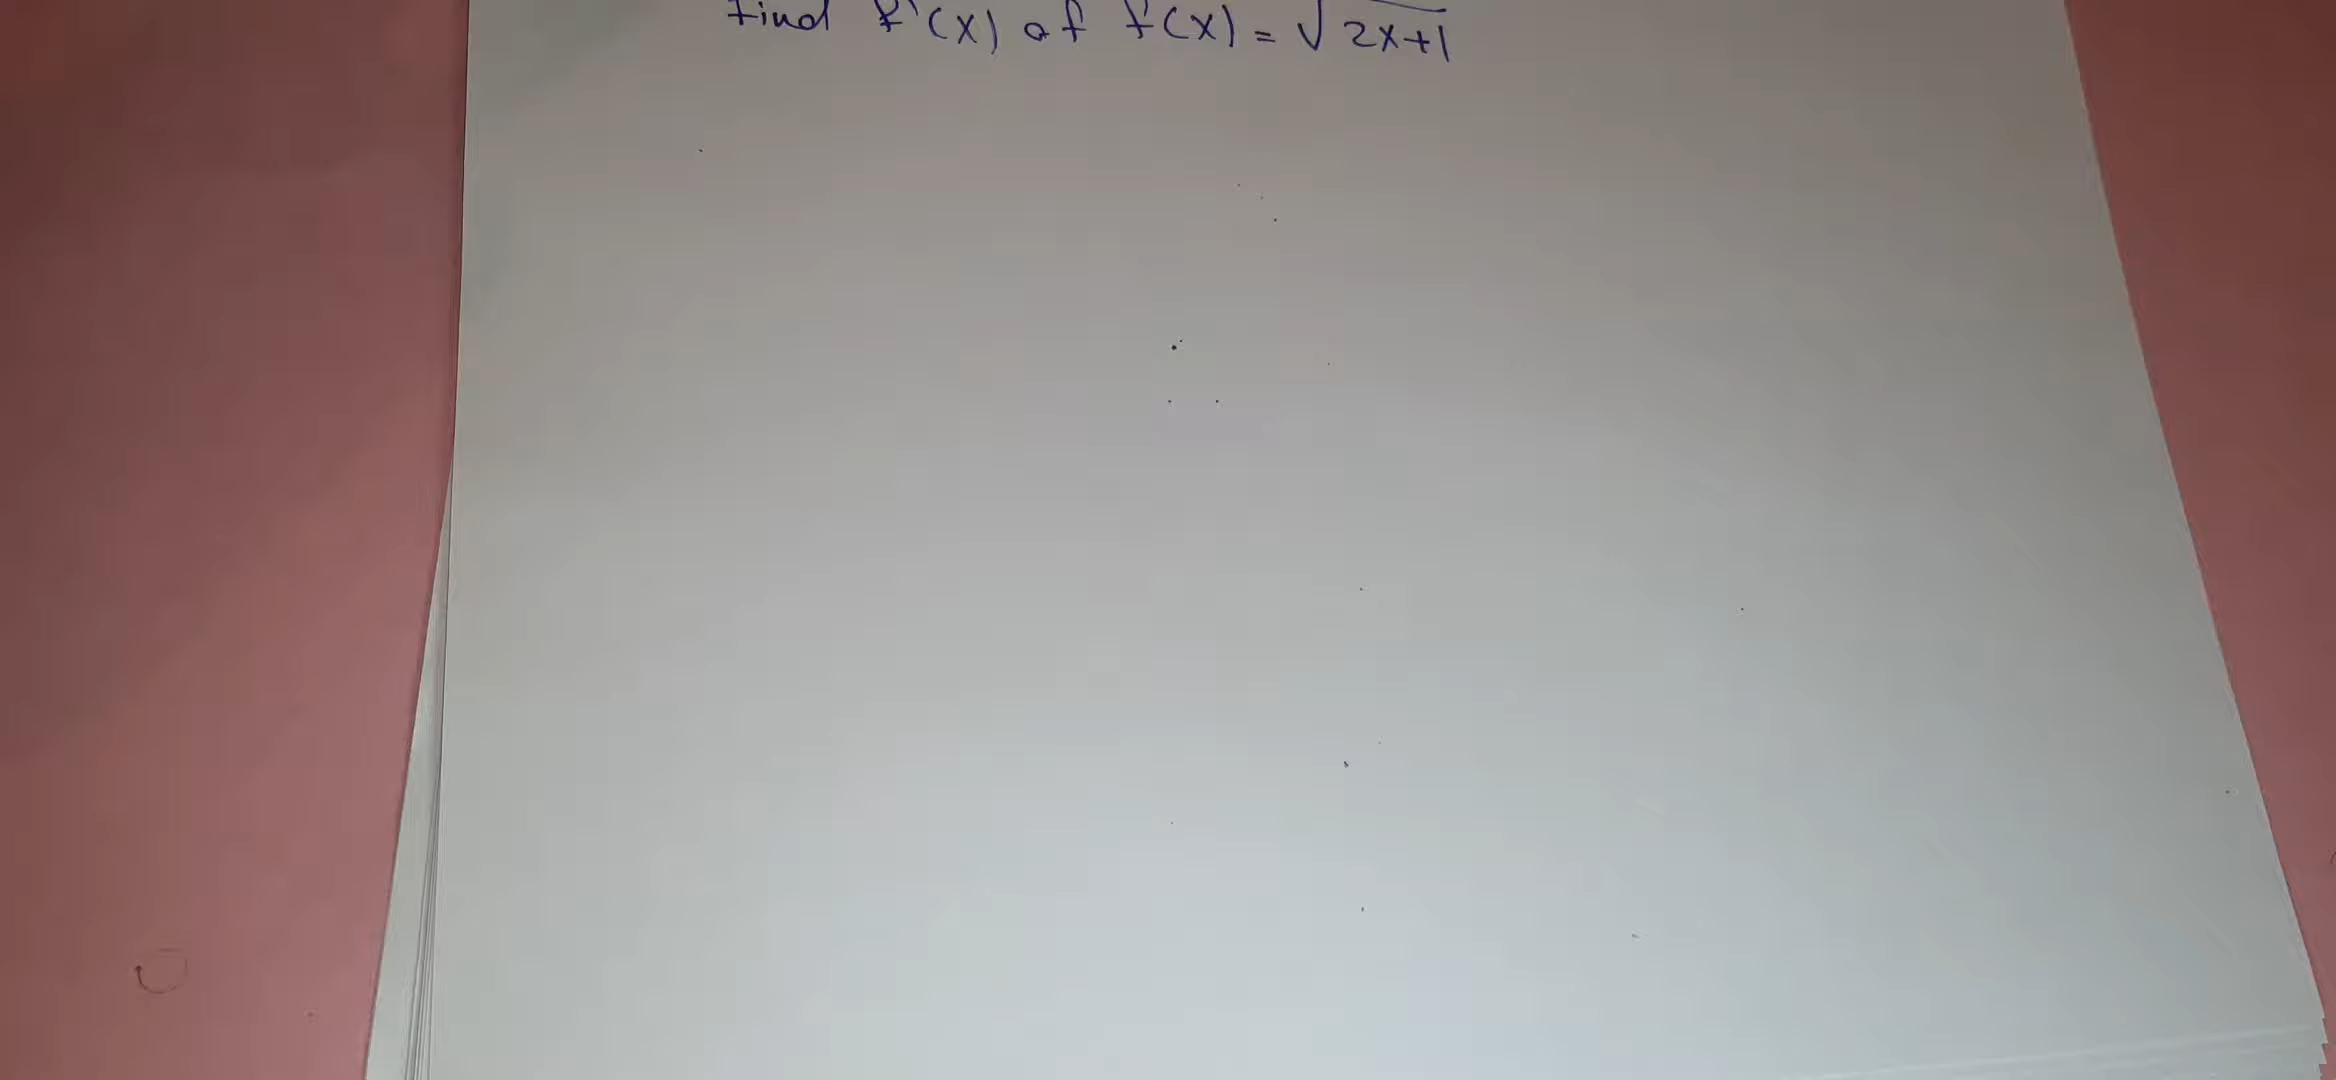 find f'(x) of f(x) = √2x+1